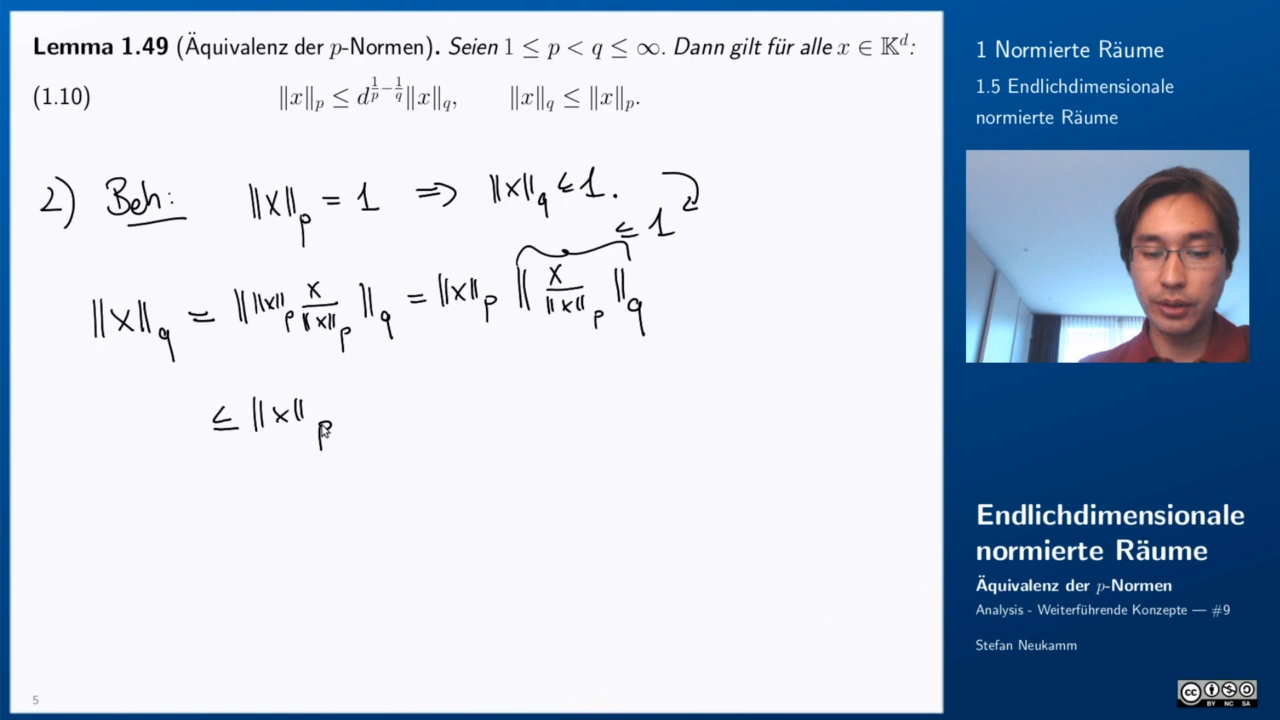 Lemma 1.49 (Äquivalenz der p-Normen). Seien 1 ≤ p < q ≤ ∞. Dann gilt für alle x ∈ 𝕂^d:
(1.10) ‖x‖_p ≤ d^{1/p − 1/q}‖x‖_q, ‖x‖_q ≤ ‖x‖_p.
2) Beh: ‖x‖_p = 1 ⇒ ‖x‖_q ≤ 1.
≤ 1
‖x‖_q = ‖ ‖x‖_p x/‖x‖_p ‖_q = ‖x‖_p ‖ x/‖x‖_p ‖_q
≤ ‖x‖_p
5
1 Normierte Räume
1.5 Endlichdimensionale
normierte Räume
Endlichdimensionale
normierte Räume
Äquivalenz der p-Normen
Analysis - Weiterführende Konzepte — #9
Stefan Neukamm
cc
BY NC SA